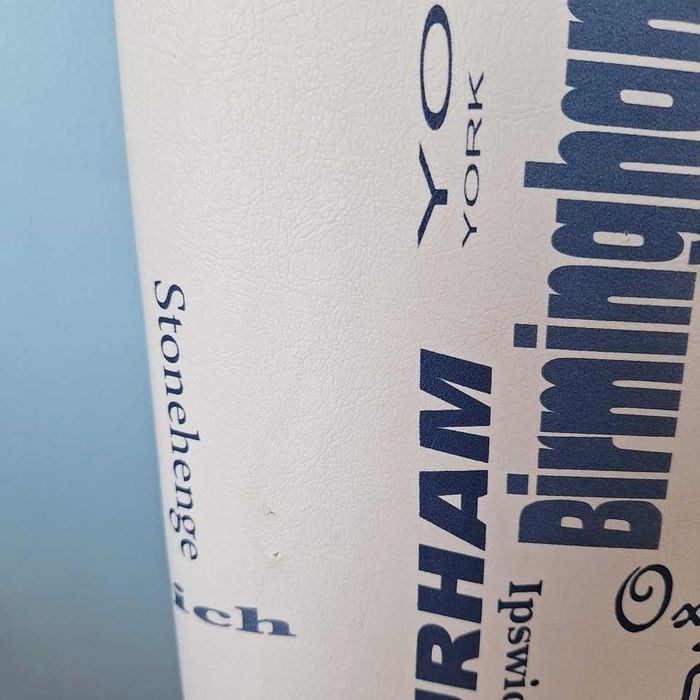 YO
YORK
Birmingham
Stonehenge
ich
RHAM
Ipswic
Ox